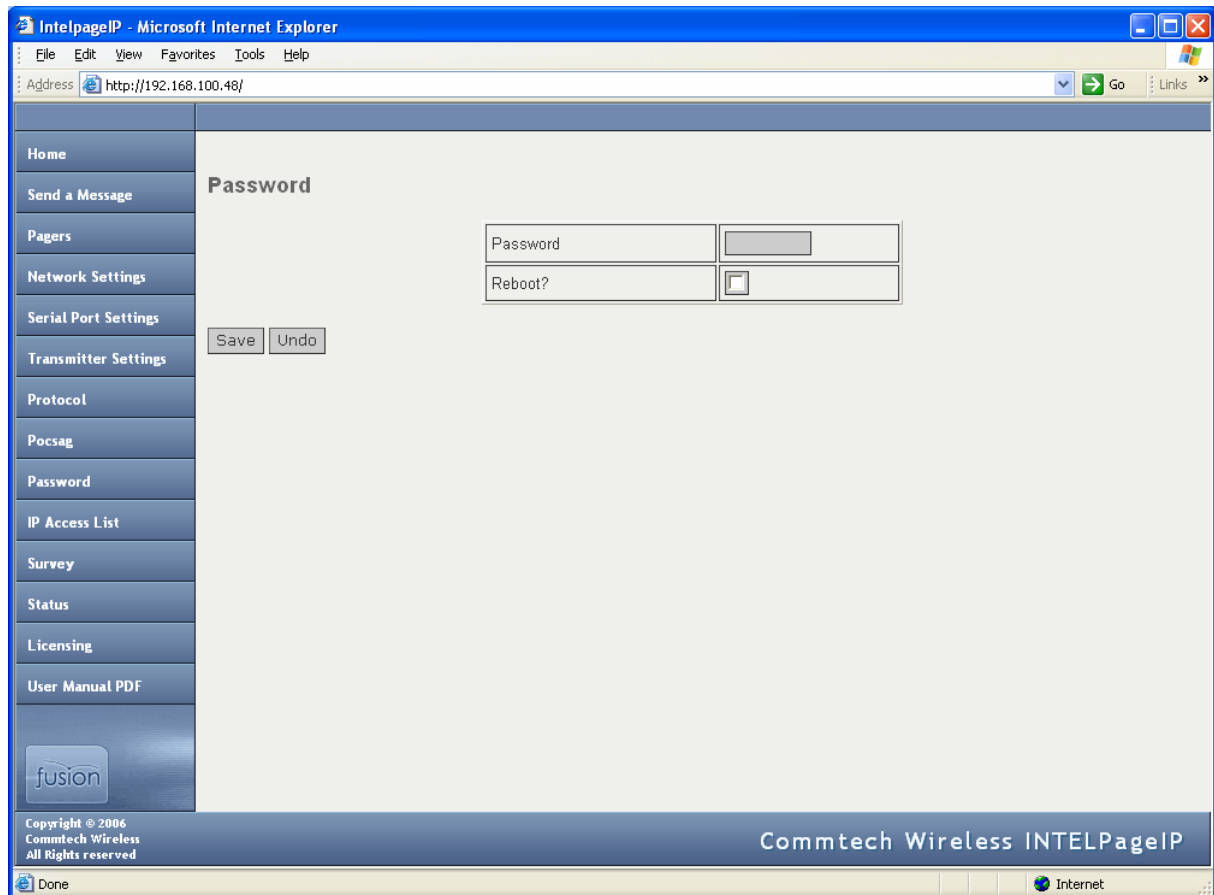 IntelpageIP - Microsoft Internet Explorer
File Edit View Favorites Tools Help
Address http://192.168.100.48/ Go Links »
Home
Send a Message
Pagers
Network Settings
Serial Port Settings
Transmitter Settings
Protocol
Pocsag
Password
IP Access List
Survey
Status
Licensing
User Manual PDF
fusion
Password
Password
Reboot?
Save Undo
Copyright © 2006
Commtech Wireless
All Rights reserved
Commtech Wireless INTELPageIP
Done Internet